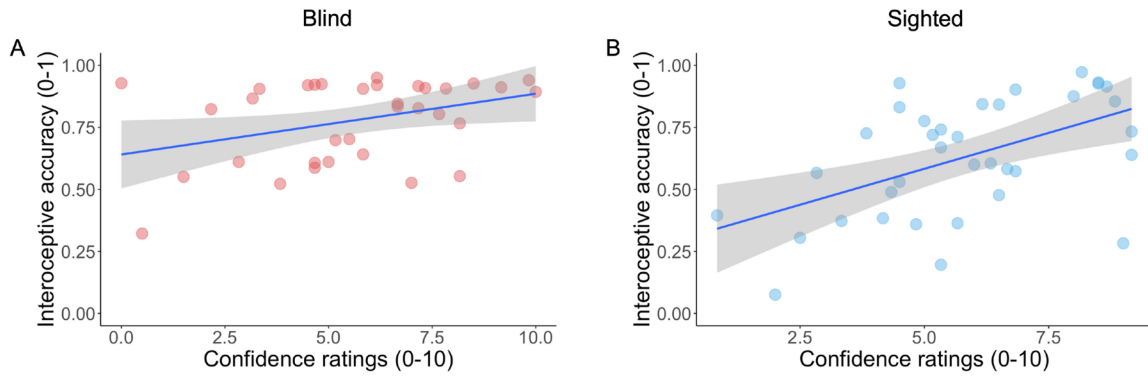 Blind
A
Interoceptive accuracy (0-1)
1.00
0.75
0.50
0.25
0.00
0.0 2.5 5.0 7.5 10.0
Confidence ratings (0-10)
Sighted
B
Interoceptive accuracy (0-1)
1.00
0.75
0.50
0.25
0.00
2.5 5.0 7.5
Confidence ratings (0-10)